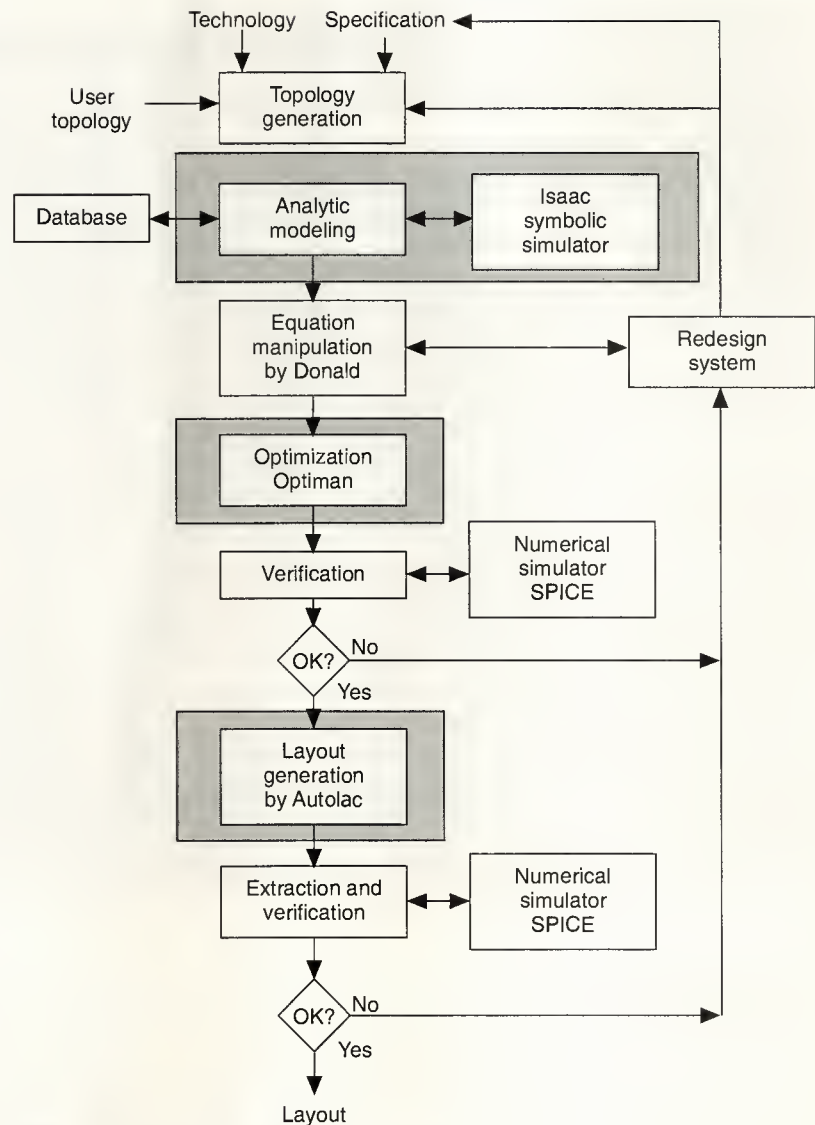 Technology
Specification
User
topology
Topology
generation
Database
Analytic
modeling
Isaac
symbolic
simulator
Equation
manipulation
by Donald
Redesign
system
Optimization
Optiman
Verification
Numerical
simulator
SPICE
OK?
No
Yes
Layout
generation
by Autolac
Extraction and
verification
Numerical
simulator
SPICE
OK?
No
Yes
Layout